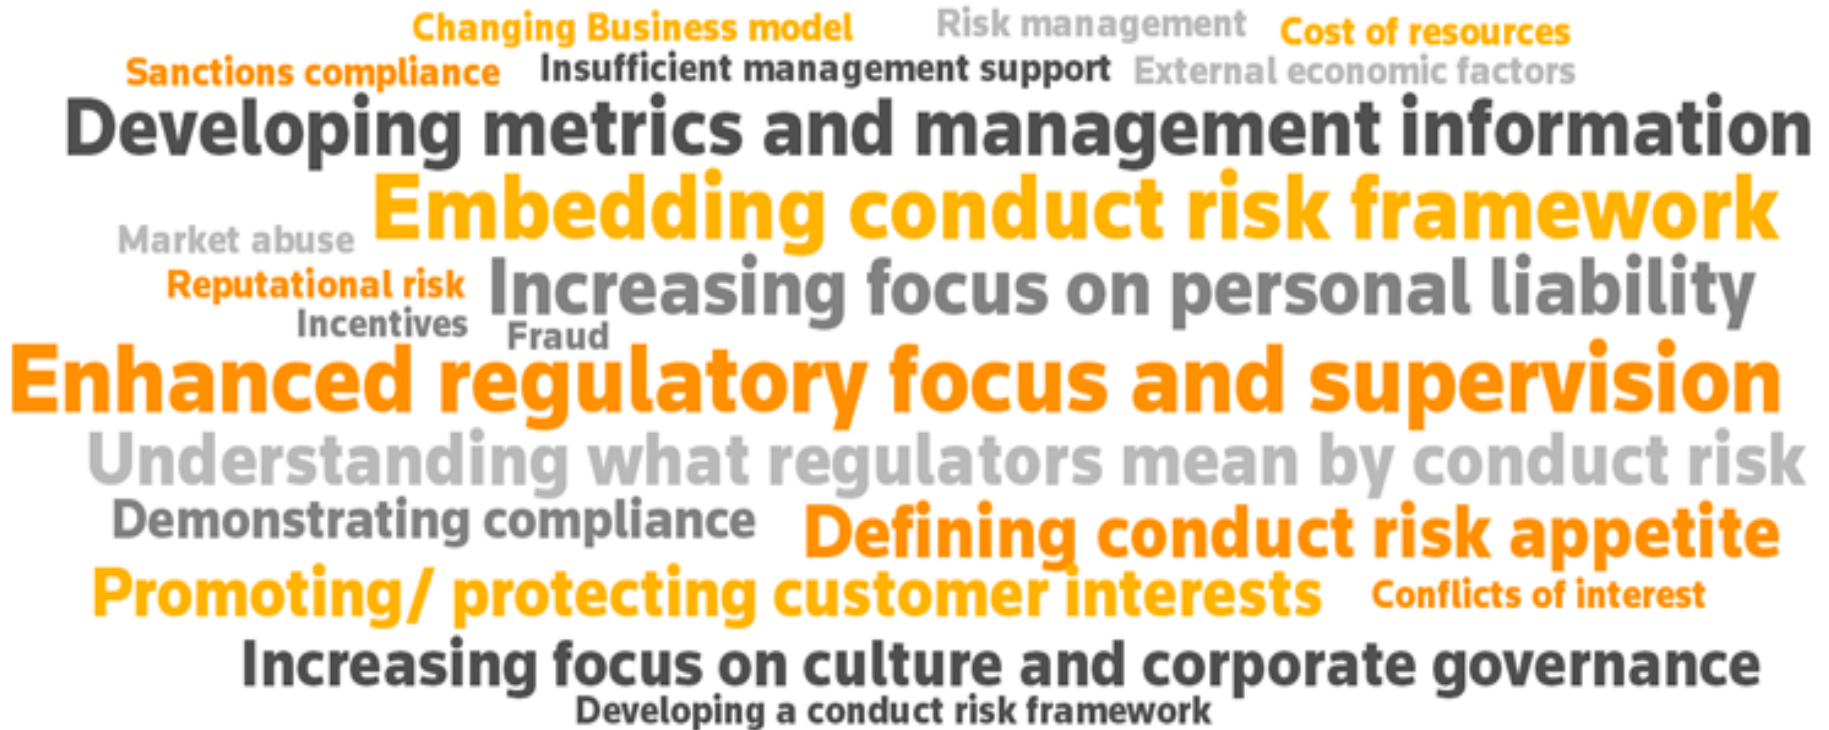 Changing Business model
Risk management
Cost of resources
Sanctions compliance
Insufficient management support
External economic factors
Developing metrics and management information
Embedding conduct risk framework
Market abuse
Reputational risk
Increasing focus on personal liability
Incentives
Fraud
Enhanced regulatory focus and supervision
Understanding what regulators mean by conduct risk
Demonstrating compliance
Defining conduct risk appetite
Promoting/ protecting customer interests
Conflicts of interest
Increasing focus on culture and corporate governance
Developing a conduct risk framework